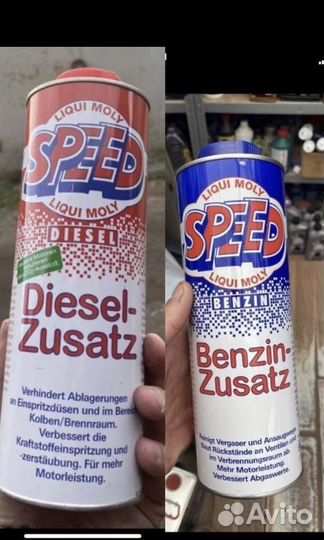 LIQUI MOLY
SPEED
LIQUI MOLY
DIESEL
Diesel-
Zusatz
Verhindert Ablagerungen
an Einspritzdüsen und im Bereich
Kolben/Brennraum.
Verbessert die
Kraftstoffeinspritzung und
-zerstäubung. Für mehr
Motorleistung.
LIQUI MOLY
SPEED
LIQUI MOLY
BENZIN
Benzin-
Zusatz
Reinigt Vergaser und Ansaugwege
Baut Rückstände an Ventilen und
im Verbrennungsraum ab.
Mehr Motorleistung.
Verbessert Abgaswerte.
Avito